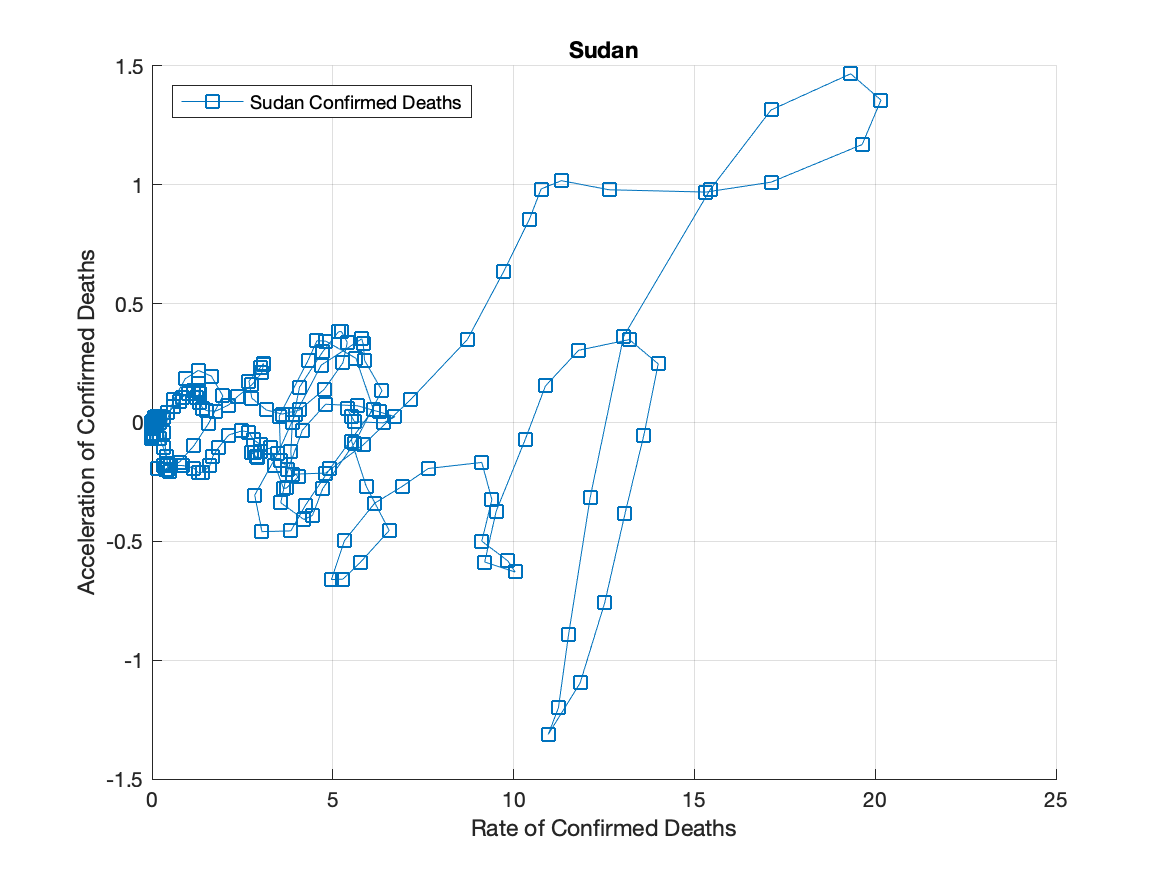 Sudan
Sudan Confirmed Deaths
1.5
1
0.5
0
-0.5
-1
-1.5
Acceleration of Confirmed Deaths
0 5 10 15 20 25
Rate of Confirmed Deaths